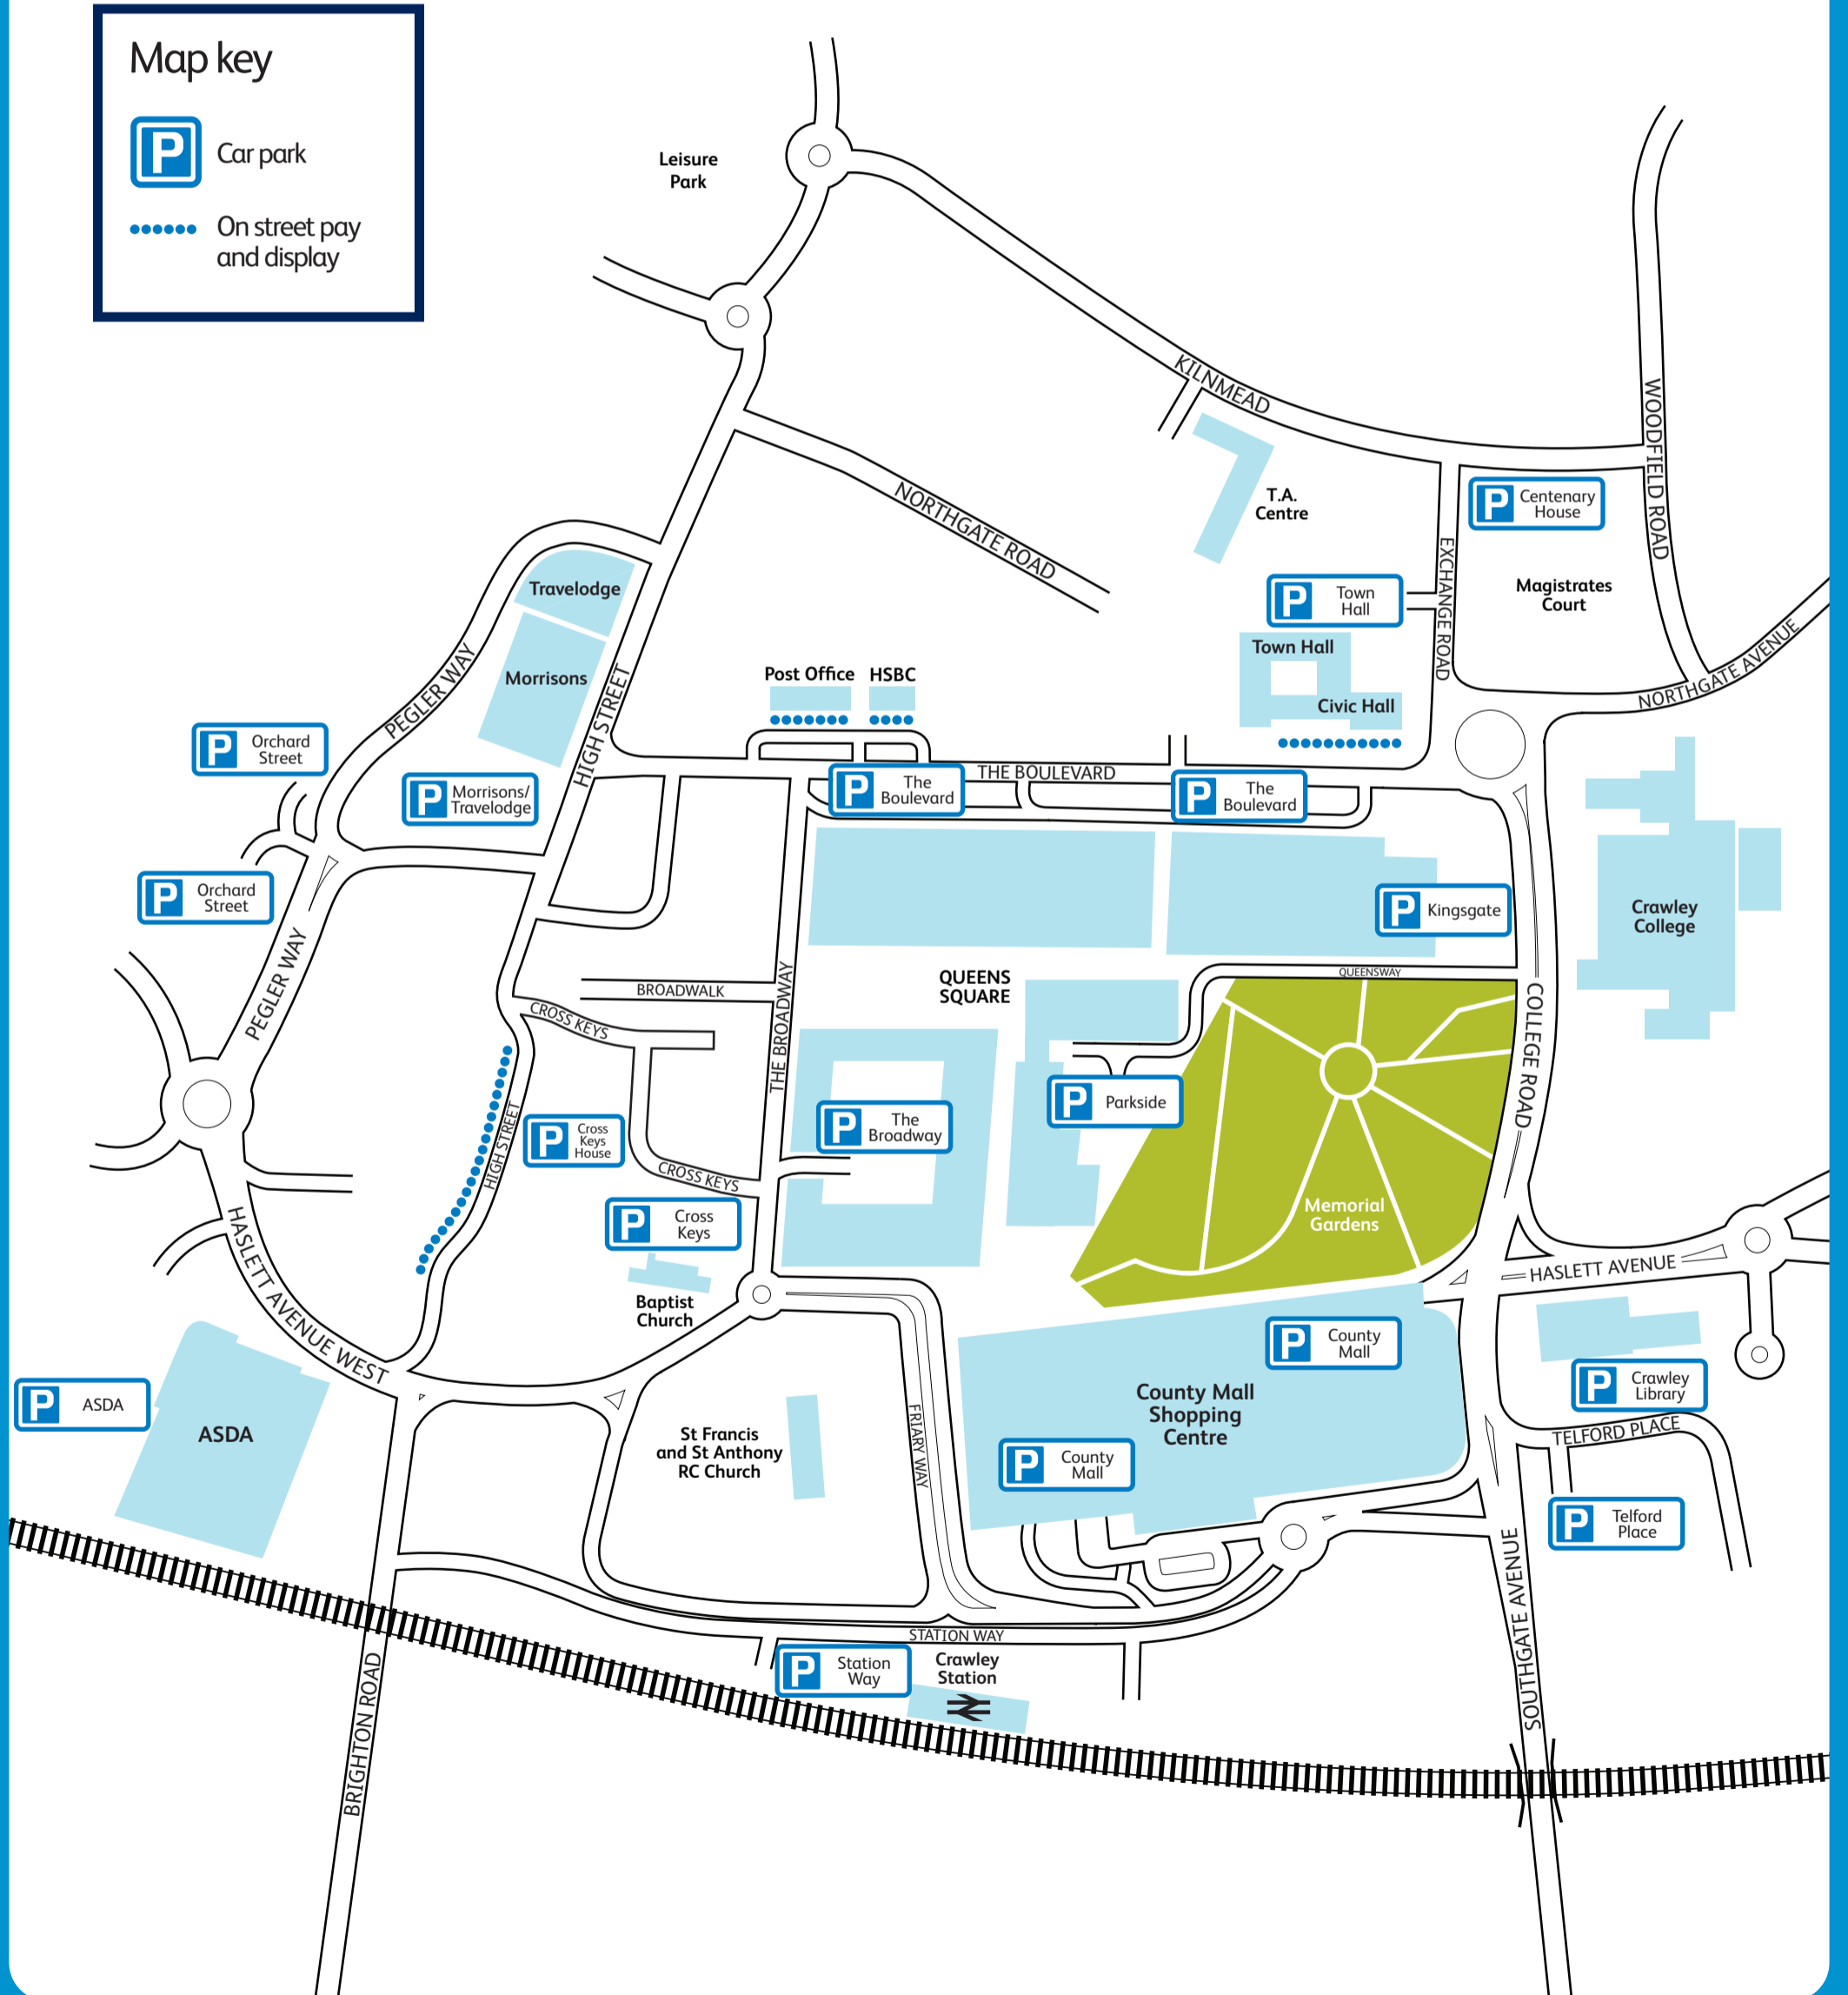 Map key
P
Car park
On street pay
and display
Leisure
Park
KILNMEAD
WOODFIELD ROAD
NORTHGATE ROAD
T.A.
Centre
P
Centenary
House
EXCHANGE ROAD
Magistrates
Court
P
Town
Hall
Town Hall
Civic Hall
NORTHGATE AVENUE
Travelodge
Morrisons
PEGLER WAY
HIGH STREET
Post Office
HSBC
P
Orchard
Street
P
Morrisons/
Travelodge
THE BOULEVARD
P
The
Boulevard
P
The
Boulevard
P
Orchard
Street
P
Kingsgate
Crawley
College
PEGLER WAY
BROADWALK
CROSS KEYS
THE BROADWAY
QUEENS
SQUARE
QUEENSWAY
COLLEGE ROAD
HIGH STREET
P
Cross
Keys
House
P
The
Broadway
P
Parkside
CROSS KEYS
P
Cross
Keys
Memorial
Gardens
HASLETT AVENUE WEST
Baptist
Church
HASLETT AVENUE
P
County
Mall
P
ASDA
ASDA
County Mall
Shopping
Centre
P
Crawley
Library
St Francis
and St Anthony
RC Church
FRIARY WAY
TELFORD PLACE
P
County
Mall
P
Telford
Place
SOUTHGATE AVENUE
STATION WAY
P
Station
Way
Crawley
Station
BRIGHTON ROAD